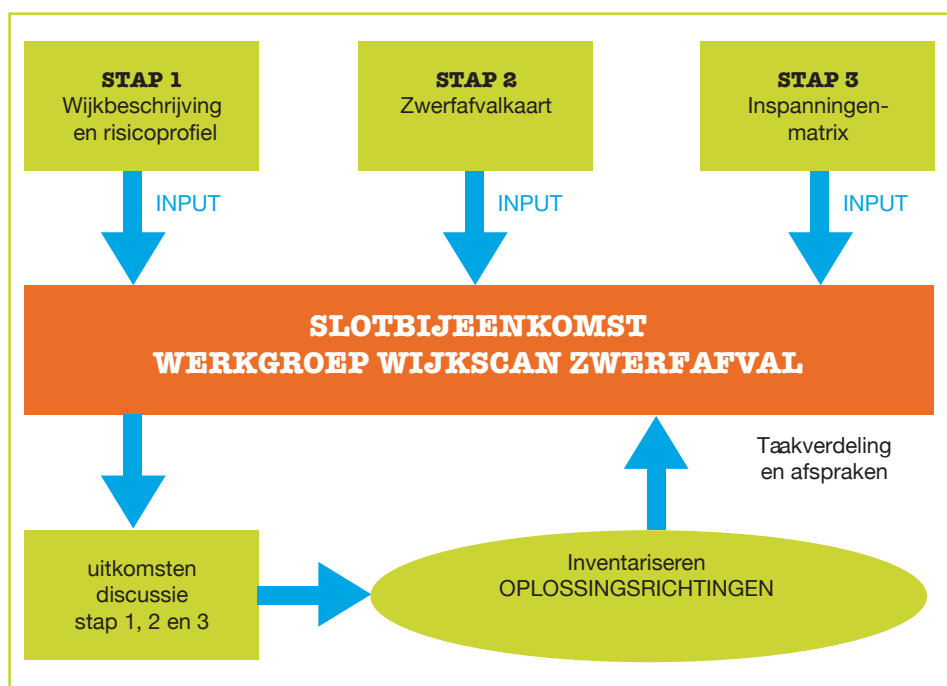 STAP 1
Wijkbeschrijving
en risicoprofiel
STAP 2
Zwerfafvalkaart
STAP 3
Inspanningen-
matrix
INPUT
INPUT
INPUT
SLOTBIJEENKOMST
WERKGROEP WIJKSCAN ZWERFAFVAL
Taakverdeling
en afspraken
uitkomsten
discussie
stap 1, 2 en 3
Inventariseren
OPLOSSINGSRICHTINGEN